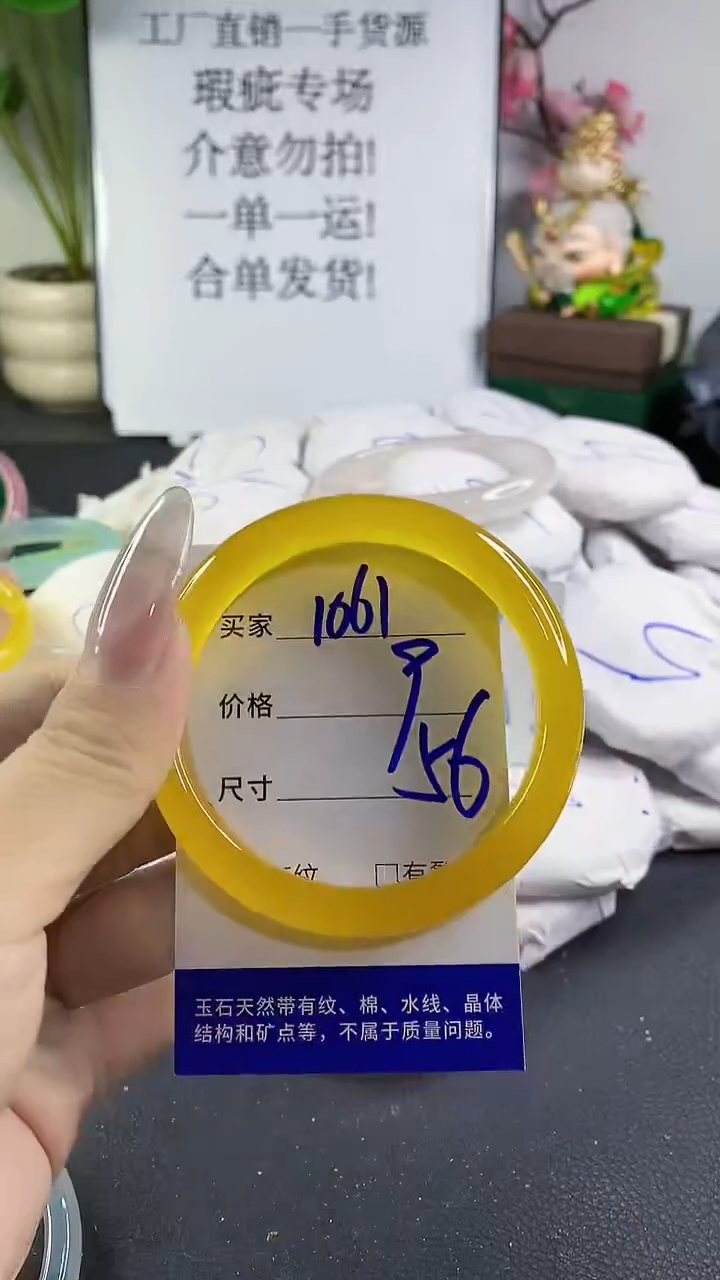 工厂直销一手货源
瑕疵专场
介意勿拍!
一单一运!
合单发货!
买家 1061
价格
尺寸 56
纹 □有
玉石天然带有纹、棉、水线、晶体
结构和矿点等，不属于质量问题。